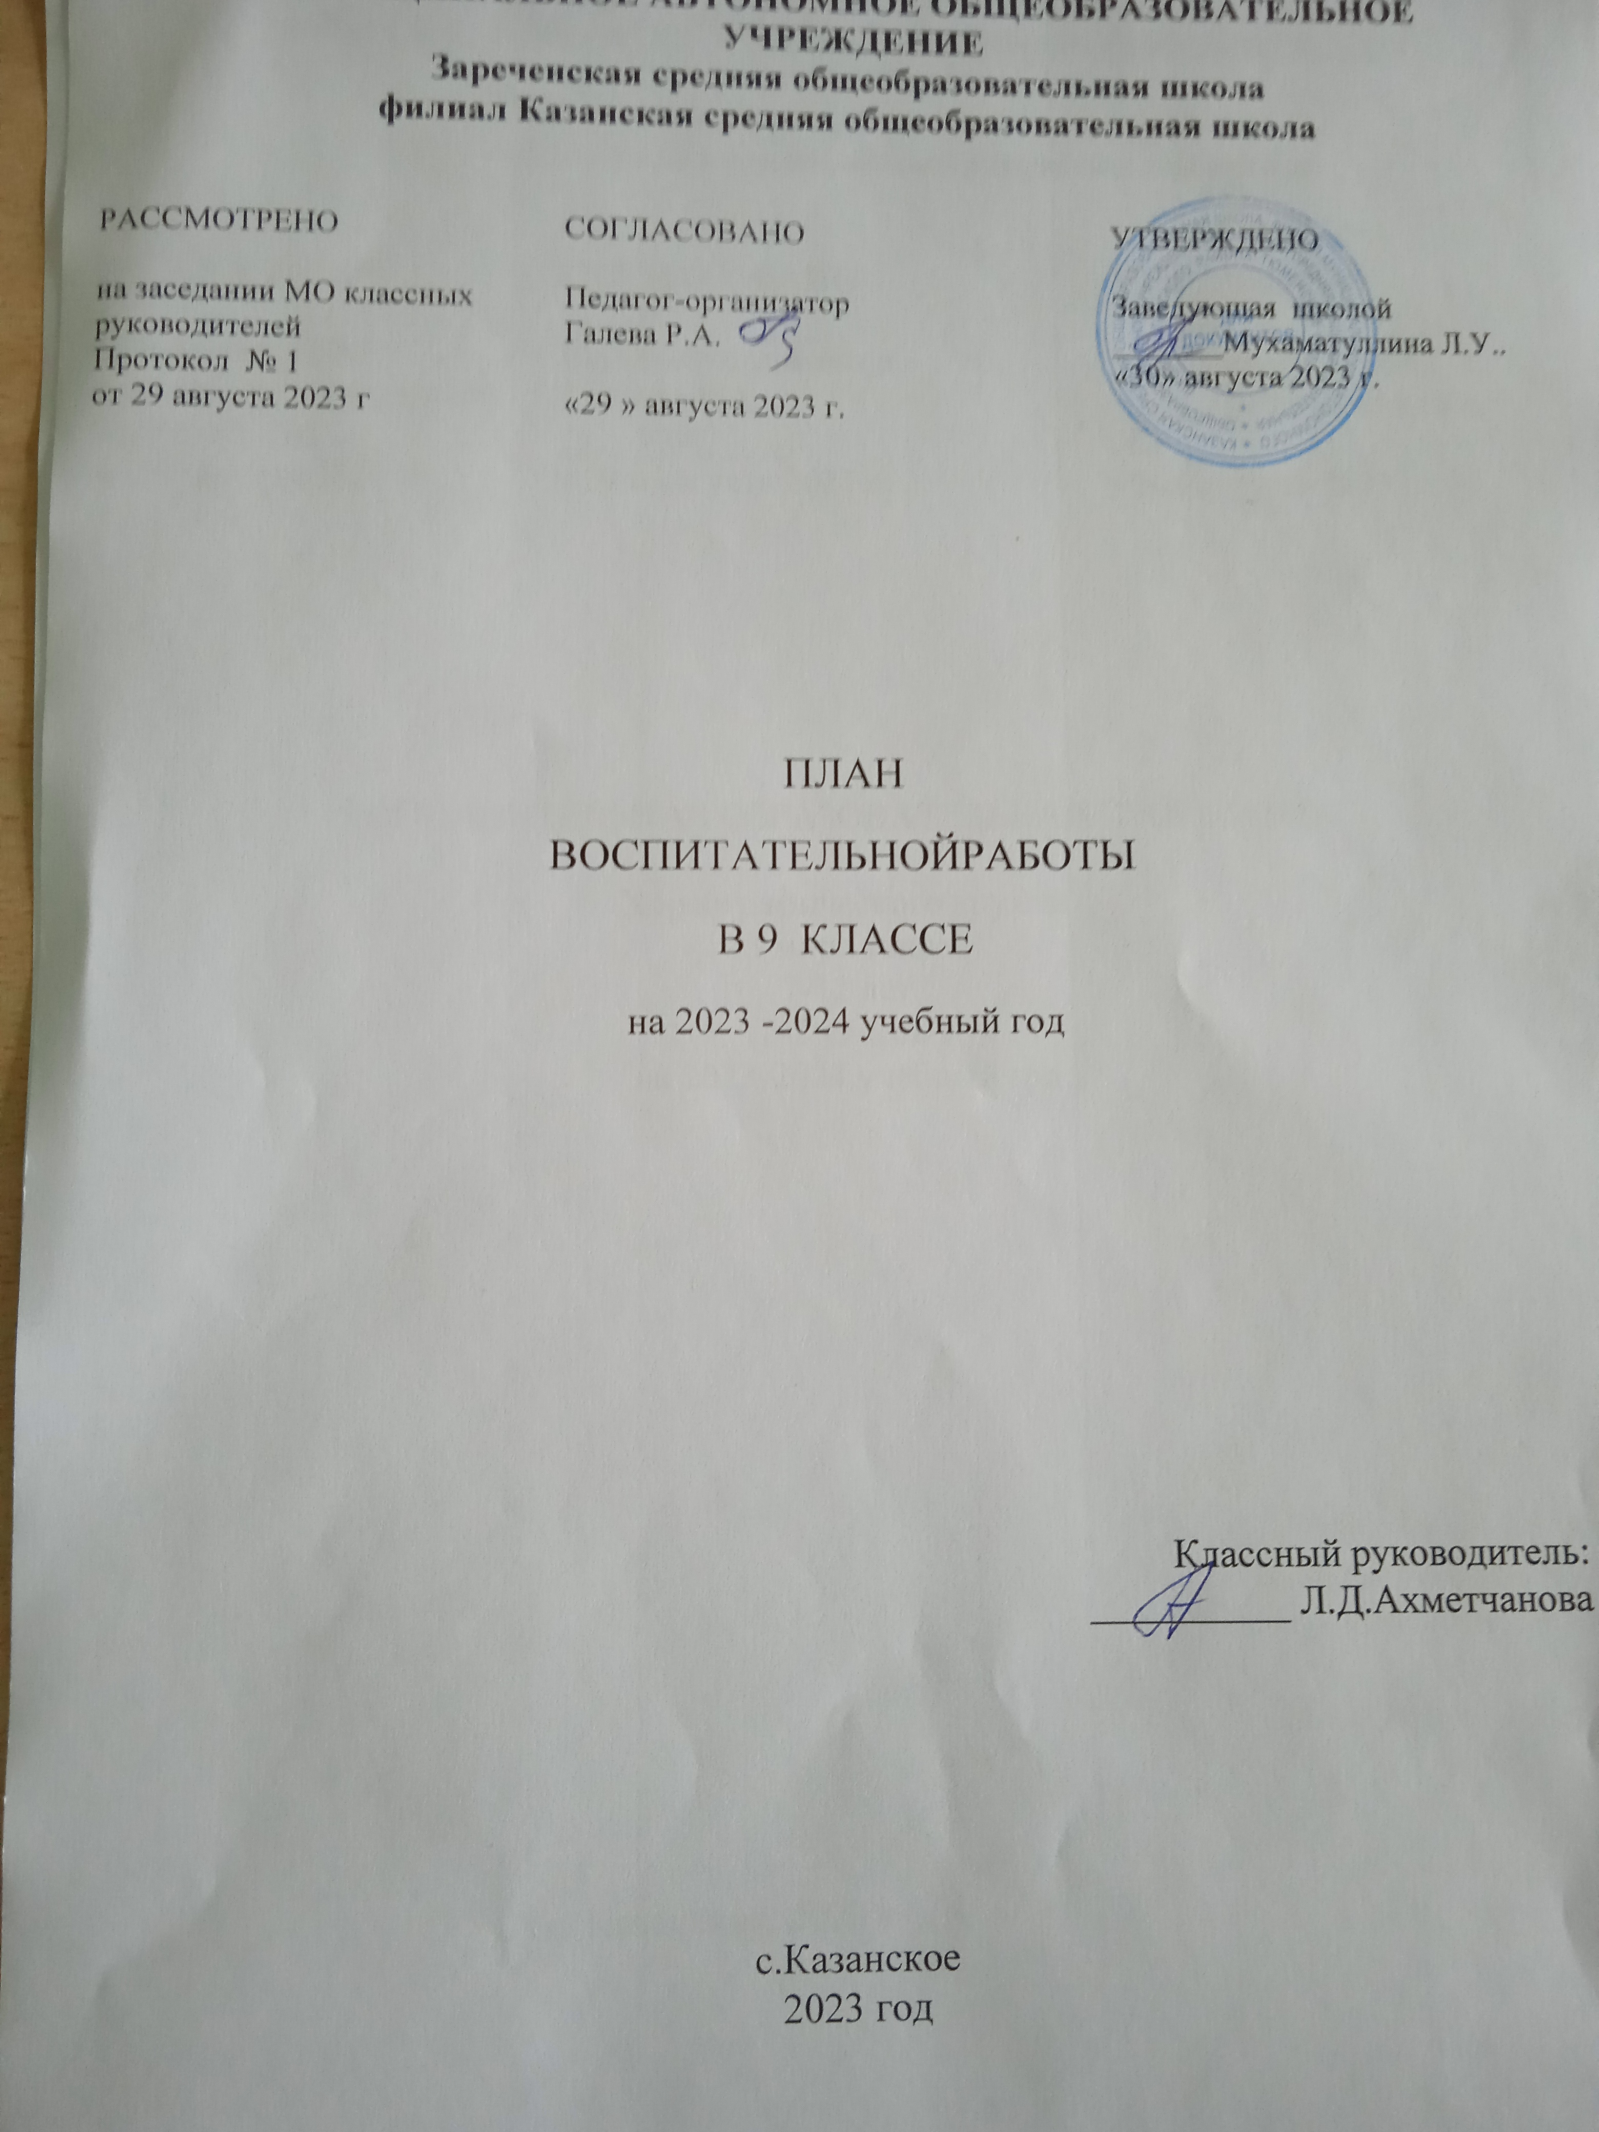 АВТОНОМНОЕ ОБЩЕОБРАЗОВАТЕЛЬНОЕ
УЧРЕЖДЕНИЕ
Зареченская средняя общеобразовательная школа
филиал Казанская средняя общеобразовательная школа
РАССМОТРЕНО
на заседании МО классных
руководителей
Протокол № 1
от 29 августа 2023 г
СОГЛАСОВАНО
Педагог-организатор
Галева Р.А.
«29 » августа 2023 г.
УТВЕРЖДЕНО
Заведующая школой
Мухаматуллина Л.У..
«30» августа 2023 г.
ПЛАН
ВОСПИТАТЕЛЬНОЙРАБОТЫ
В 9 КЛАССЕ
на 2023 -2024 учебный год
Классный руководитель:
Л.Д.Ахметчанова
с.Казанское
2023 год